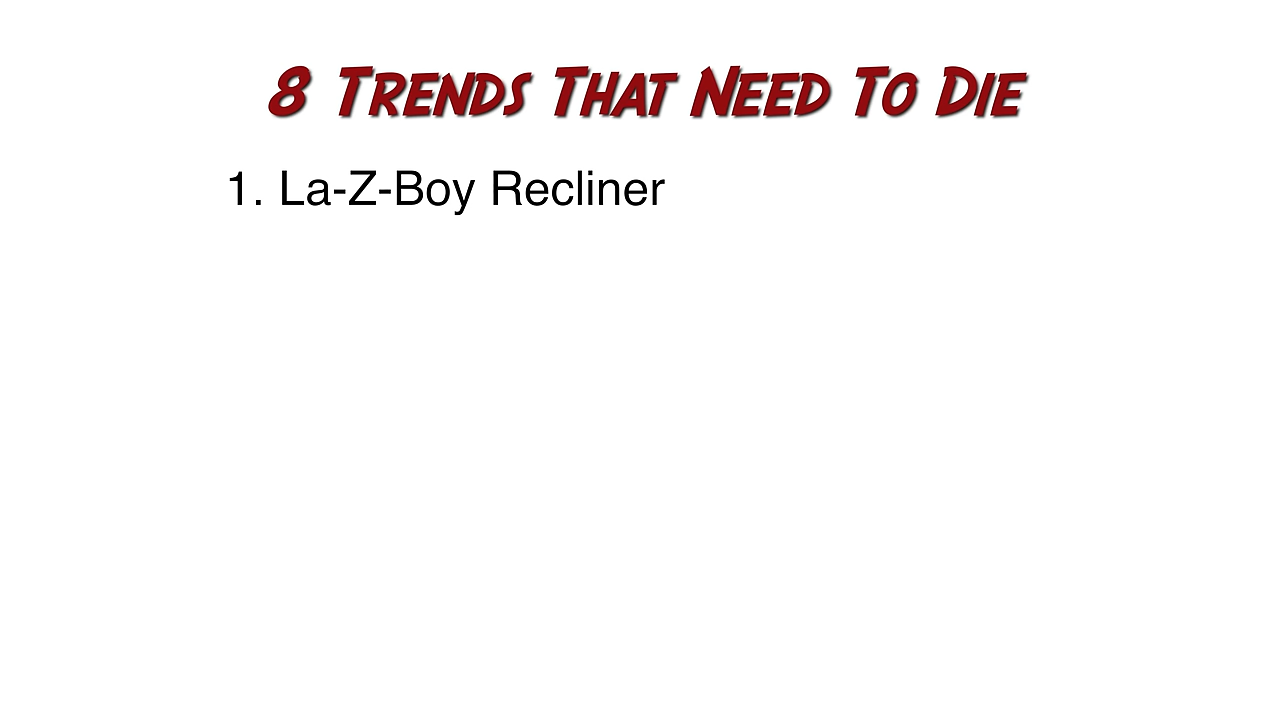 8 Trends That Need To Die
1. La-Z-Boy Recliner